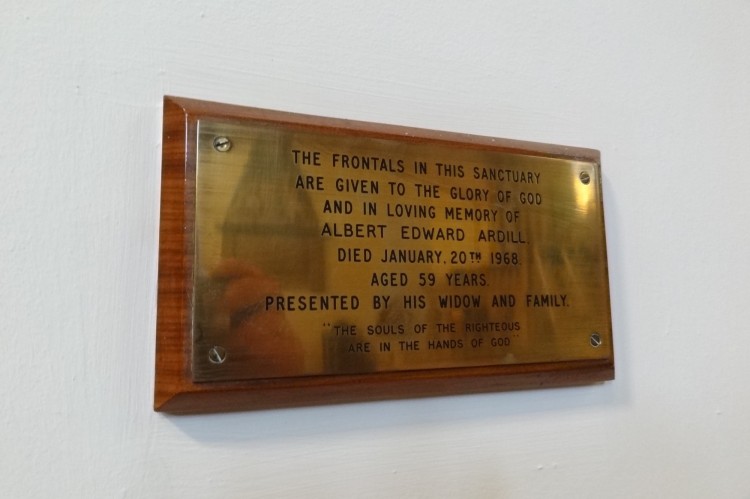 THE FRONTALS IN THIS SANCTUARY
ARE GIVEN TO THE GLORY OF GOD
AND IN LOVING MEMORY OF
ALBERT EDWARD ARDILL.
DIED JANUARY. 20TH 1968.
AGED 59 YEARS.
PRESENTED BY HIS WIDOW AND FAMILY.
"THE SOULS OF THE RIGHTEOUS
ARE IN THE HANDS OF GOD"